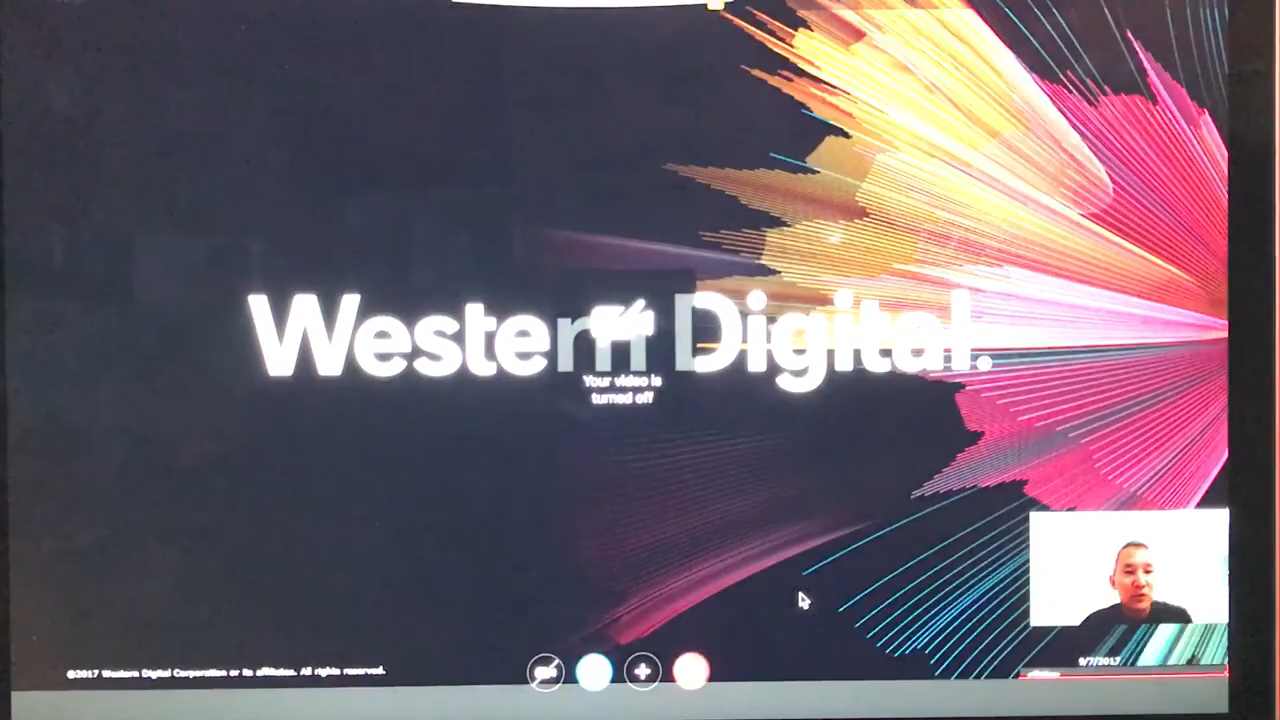 Western Digital.
Your video is
turned off
©2017 Western Digital Corporation or its affiliates. All rights reserved.
9/7/2017